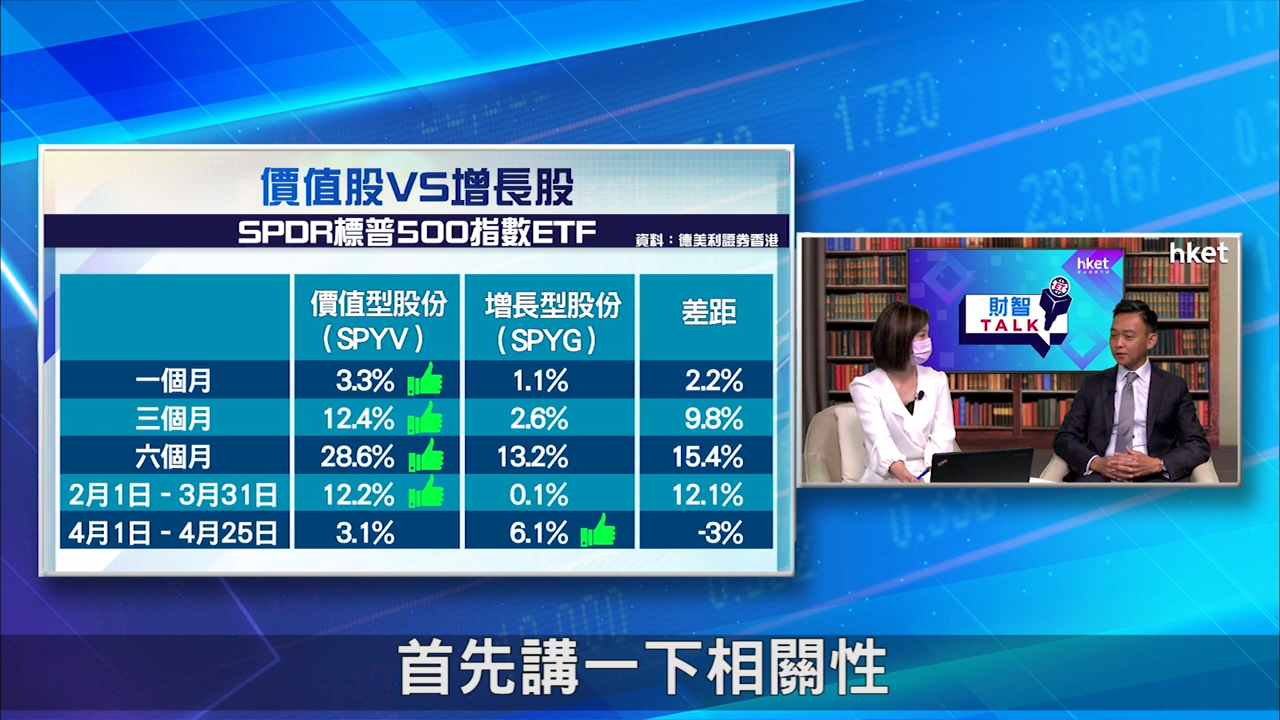 價值股VS增長股
SPDR標普500指數ETF
資料：德美利證券香港
價值型股份 增長型股份 差距
（SPYV） （SPYG）
一個月 3.3% 1.1% 2.2%
三個月 12.4% 2.6% 9.8%
六個月 28.6% 13.2% 15.4%
2月1日 - 3月31日 12.2% 0.1% 12.1%
4月1日 - 4月25日 3.1% 6.1% -3%
hket
hket
財智
TALK
9,996
1.720
233,167
首先講一下相關性